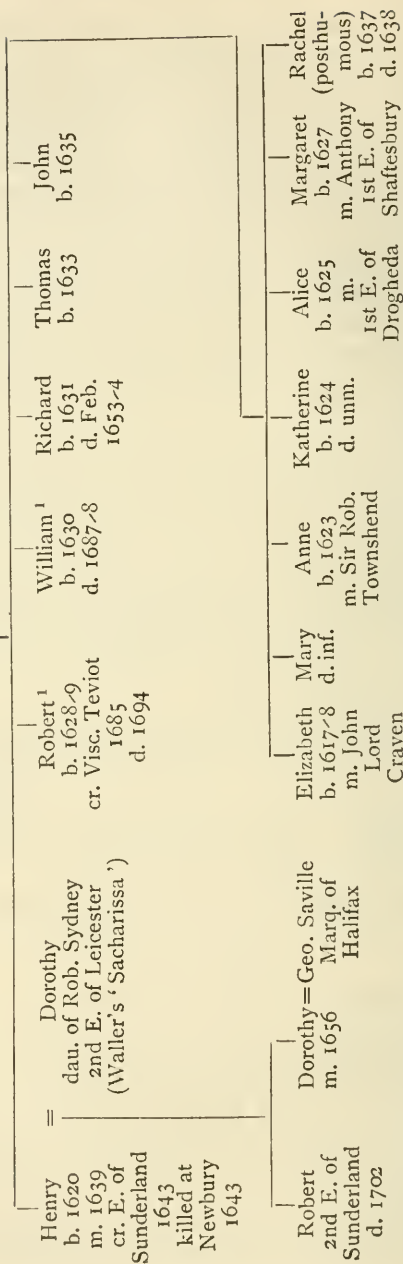 Henry
b. 1620
m. 1639
cr. E. of
Sunderland
1643
killed at
Newbury
1643
=
Dorothy
dau. of Rob. Sydney
2nd E. of Leicester
(Waller's ‘Sacharissa’)
Robert¹
b. 1628-9
cr. Visc. Teviot
1685
d. 1694
William¹
b. 1630
d. 1687-8
Richard
b. 1631
d. Feb.
1653-4
Thomas
b. 1633
John
b. 1635
Robert
2nd E. of
Sunderland
d. 1702
Dorothy=Geo. Saville
m. 1656 Marq. of
Halifax
Elizabeth
b. 1617-8
m. John
Lord
Craven
Mary
d. inf.
Anne
b. 1623
m. Sir Rob.
Townshend
Katherine
b. 1624
d. unm.
Alice
b. 1625
m.
1st E. of
Drogheda
Margaret
b. 1627
m. Anthony
1st E. of
Shaftesbury
Rachel
(posthu-
mous)
b. 1637
d. 1638